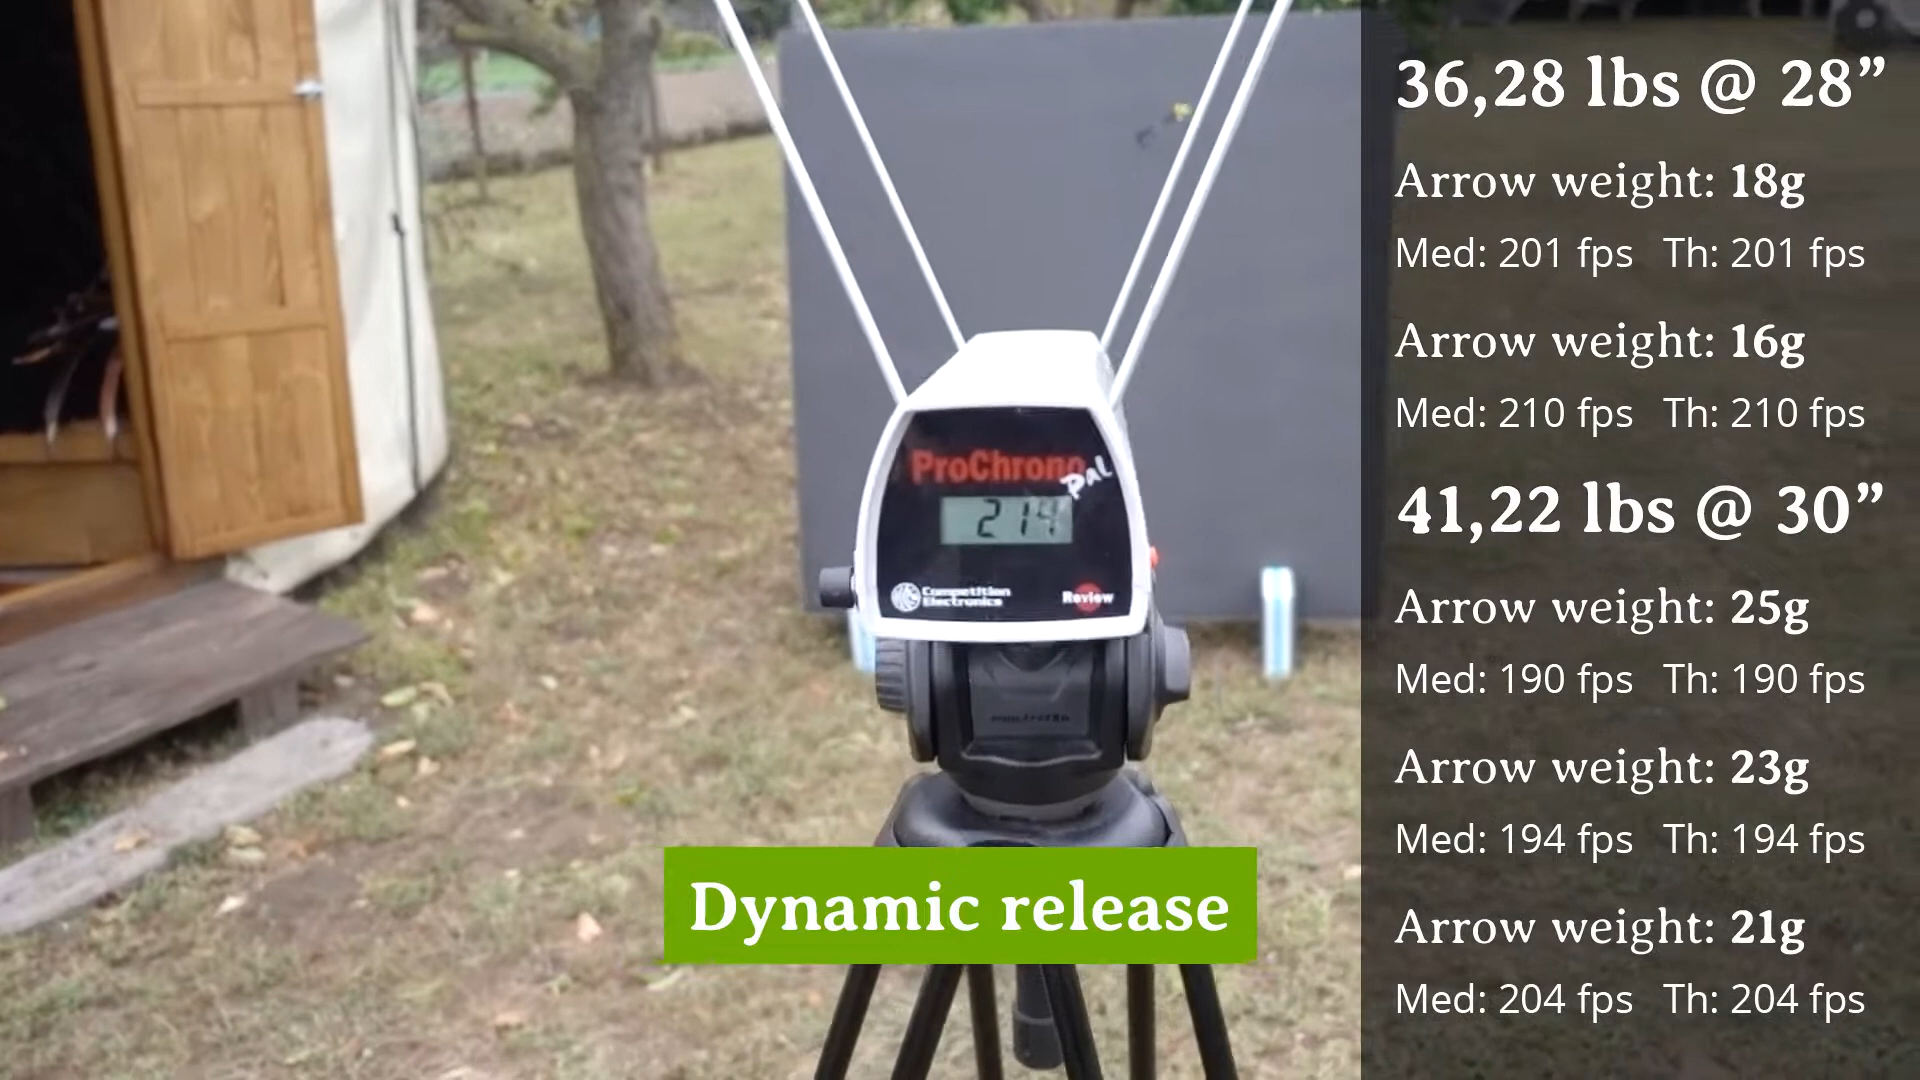 36,28 lbs @ 28”
Arrow weight: 18g
Med: 201 fps Th: 201 fps
Arrow weight: 16g
Med: 210 fps Th: 210 fps
41,22 lbs @ 30”
Arrow weight: 25g
Med: 190 fps Th: 190 fps
Arrow weight: 23g
Med: 194 fps Th: 194 fps
Arrow weight: 21g
Med: 204 fps Th: 204 fps
ProChrono
Pal
214
Competition
Electronics
Review
Dynamic release